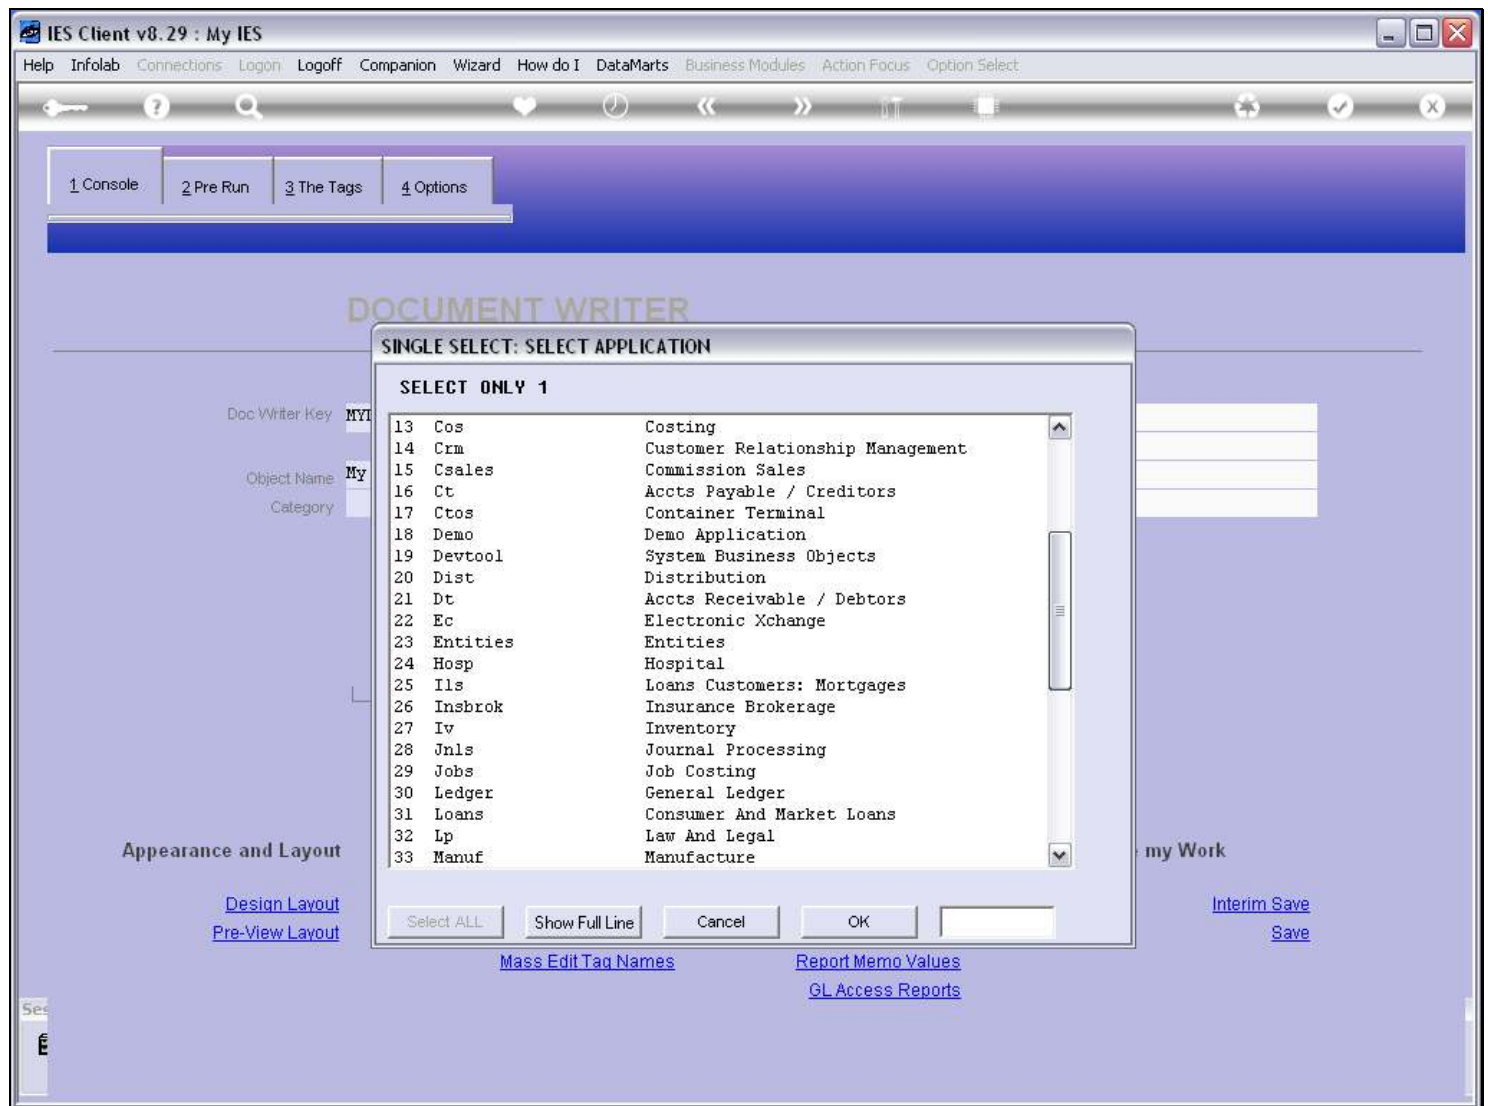 IES Client v8.29 : My IES
Help Infolab Connections Logon Logoff Companion Wizard How do I DataMarts Business Modules Action Focus Option Select
1 Console 2 Pre Run 3 The Tags 4 Options
DOCUMENT WRITER
SINGLE SELECT: SELECT APPLICATION
SELECT ONLY 1
Doc Writer Key
Object Name My
Category
13 Cos Costing
14 Crm Customer Relationship Management
15 Csales Commission Sales
16 Ct Accts Payable / Creditors
17 Ctos Container Terminal
18 Demo Demo Application
19 Devtool System Business Objects
20 Dist Distribution
21 Dt Accts Receivable / Debtors
22 Ec Electronic Xchange
23 Entities Entities
24 Hosp Hospital
25 Ils Loans Customers: Mortgages
26 Insbrok Insurance Brokerage
27 Iv Inventory
28 Jnls Journal Processing
29 Jobs Job Costing
30 Ledger General Ledger
31 Loans Consumer And Market Loans
32 Lp Law And Legal
33 Manuf Manufacture
Select ALL Show Full Line Cancel OK
Appearance and Layout my Work
Design Layout Interim Save
Pre-View Layout Save
Mass Edit Tag Names Report Memo Values
GL Access Reports